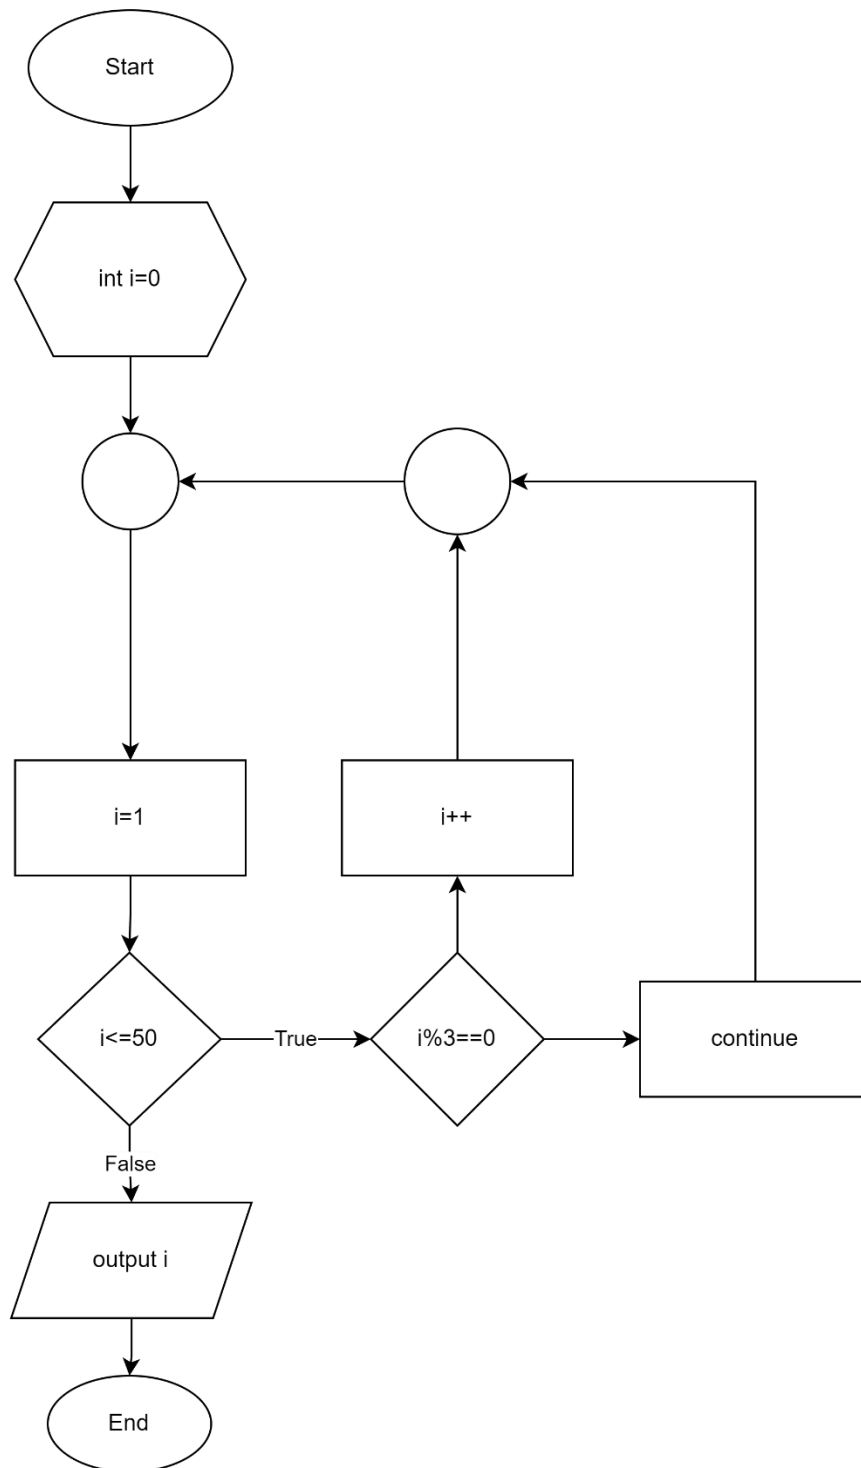 Start
int i=0
i=1
i++
i<=50
True
i%3==0
continue
False
output i
End